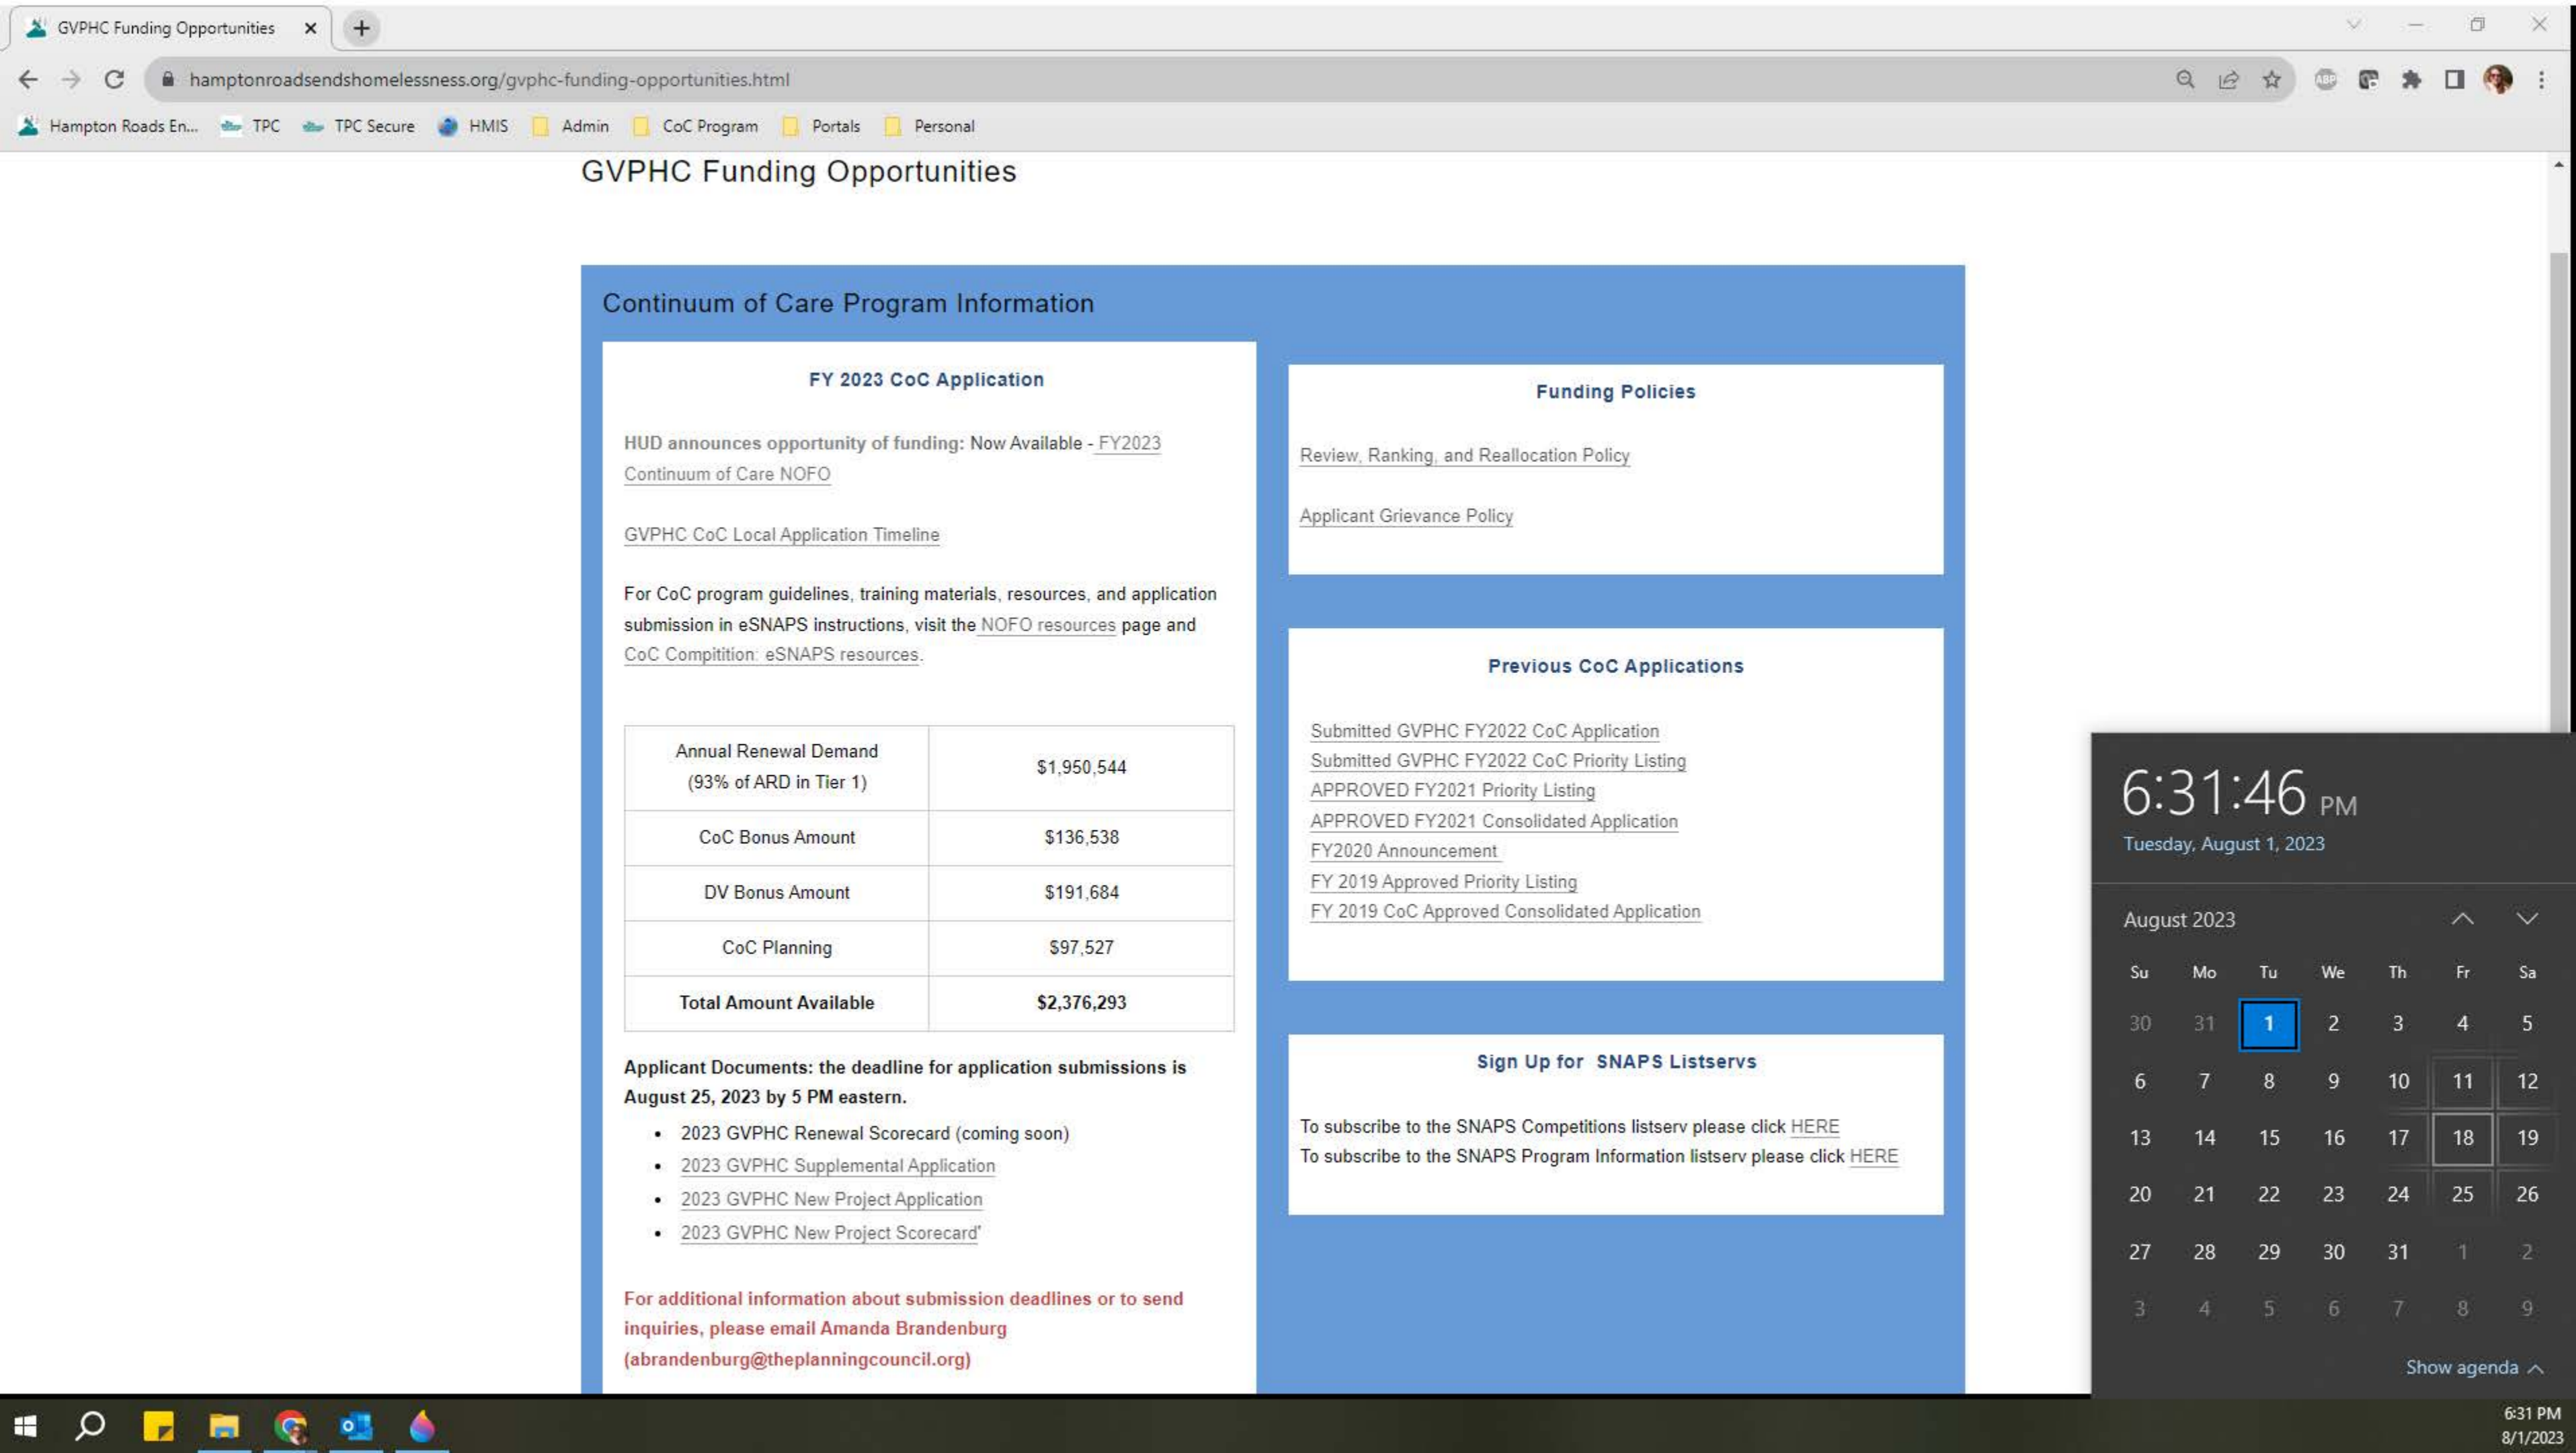 GVPHC Funding Opportunities
hamptonroadsendshomelessness.org/gvphc-funding-opportunities.html
Hampton Roads En... TPC TPC Secure HMIS Admin CoC Program Portals Personal
GVPHC Funding Opportunities
Continuum of Care Program Information
FY 2023 CoC Application
HUD announces opportunity of funding: Now Available - FY2023
Continuum of Care NOFO
GVPHC CoC Local Application Timeline
For CoC program guidelines, training materials, resources, and application
submission in eSNAPS instructions, visit the NOFO resources page and
CoC Compitition: eSNAPS resources.
Annual Renewal Demand
(93% of ARD in Tier 1) $1,950,544
CoC Bonus Amount $136,538
DV Bonus Amount $191,684
CoC Planning $97,527
Total Amount Available $2,376,293
Applicant Documents: the deadline for application submissions is
August 25, 2023 by 5 PM eastern.
• 2023 GVPHC Renewal Scorecard (coming soon)
• 2023 GVPHC Supplemental Application
• 2023 GVPHC New Project Application
• 2023 GVPHC New Project Scorecard'
For additional information about submission deadlines or to send
inquiries, please email Amanda Brandenburg
(abrandenburg@theplanningcouncil.org)
Funding Policies
Review, Ranking, and Reallocation Policy
Applicant Grievance Policy
Previous CoC Applications
Submitted GVPHC FY2022 CoC Application
Submitted GVPHC FY2022 CoC Priority Listing
APPROVED FY2021 Priority Listing
APPROVED FY2021 Consolidated Application
FY2020 Announcement
FY 2019 Approved Priority Listing
FY 2019 CoC Approved Consolidated Application
Sign Up for SNAPS Listservs
To subscribe to the SNAPS Competitions listserv please click HERE
To subscribe to the SNAPS Program Information listserv please click HERE
6:31:46 PM
Tuesday, August 1, 2023
August 2023
Su Mo Tu We Th Fr Sa
30 31 1 2 3 4 5
6 7 8 9 10 11 12
13 14 15 16 17 18 19
20 21 22 23 24 25 26
27 28 29 30 31 1 2
3 4 5 6 7 8 9
Show agenda
6:31 PM
8/1/2023